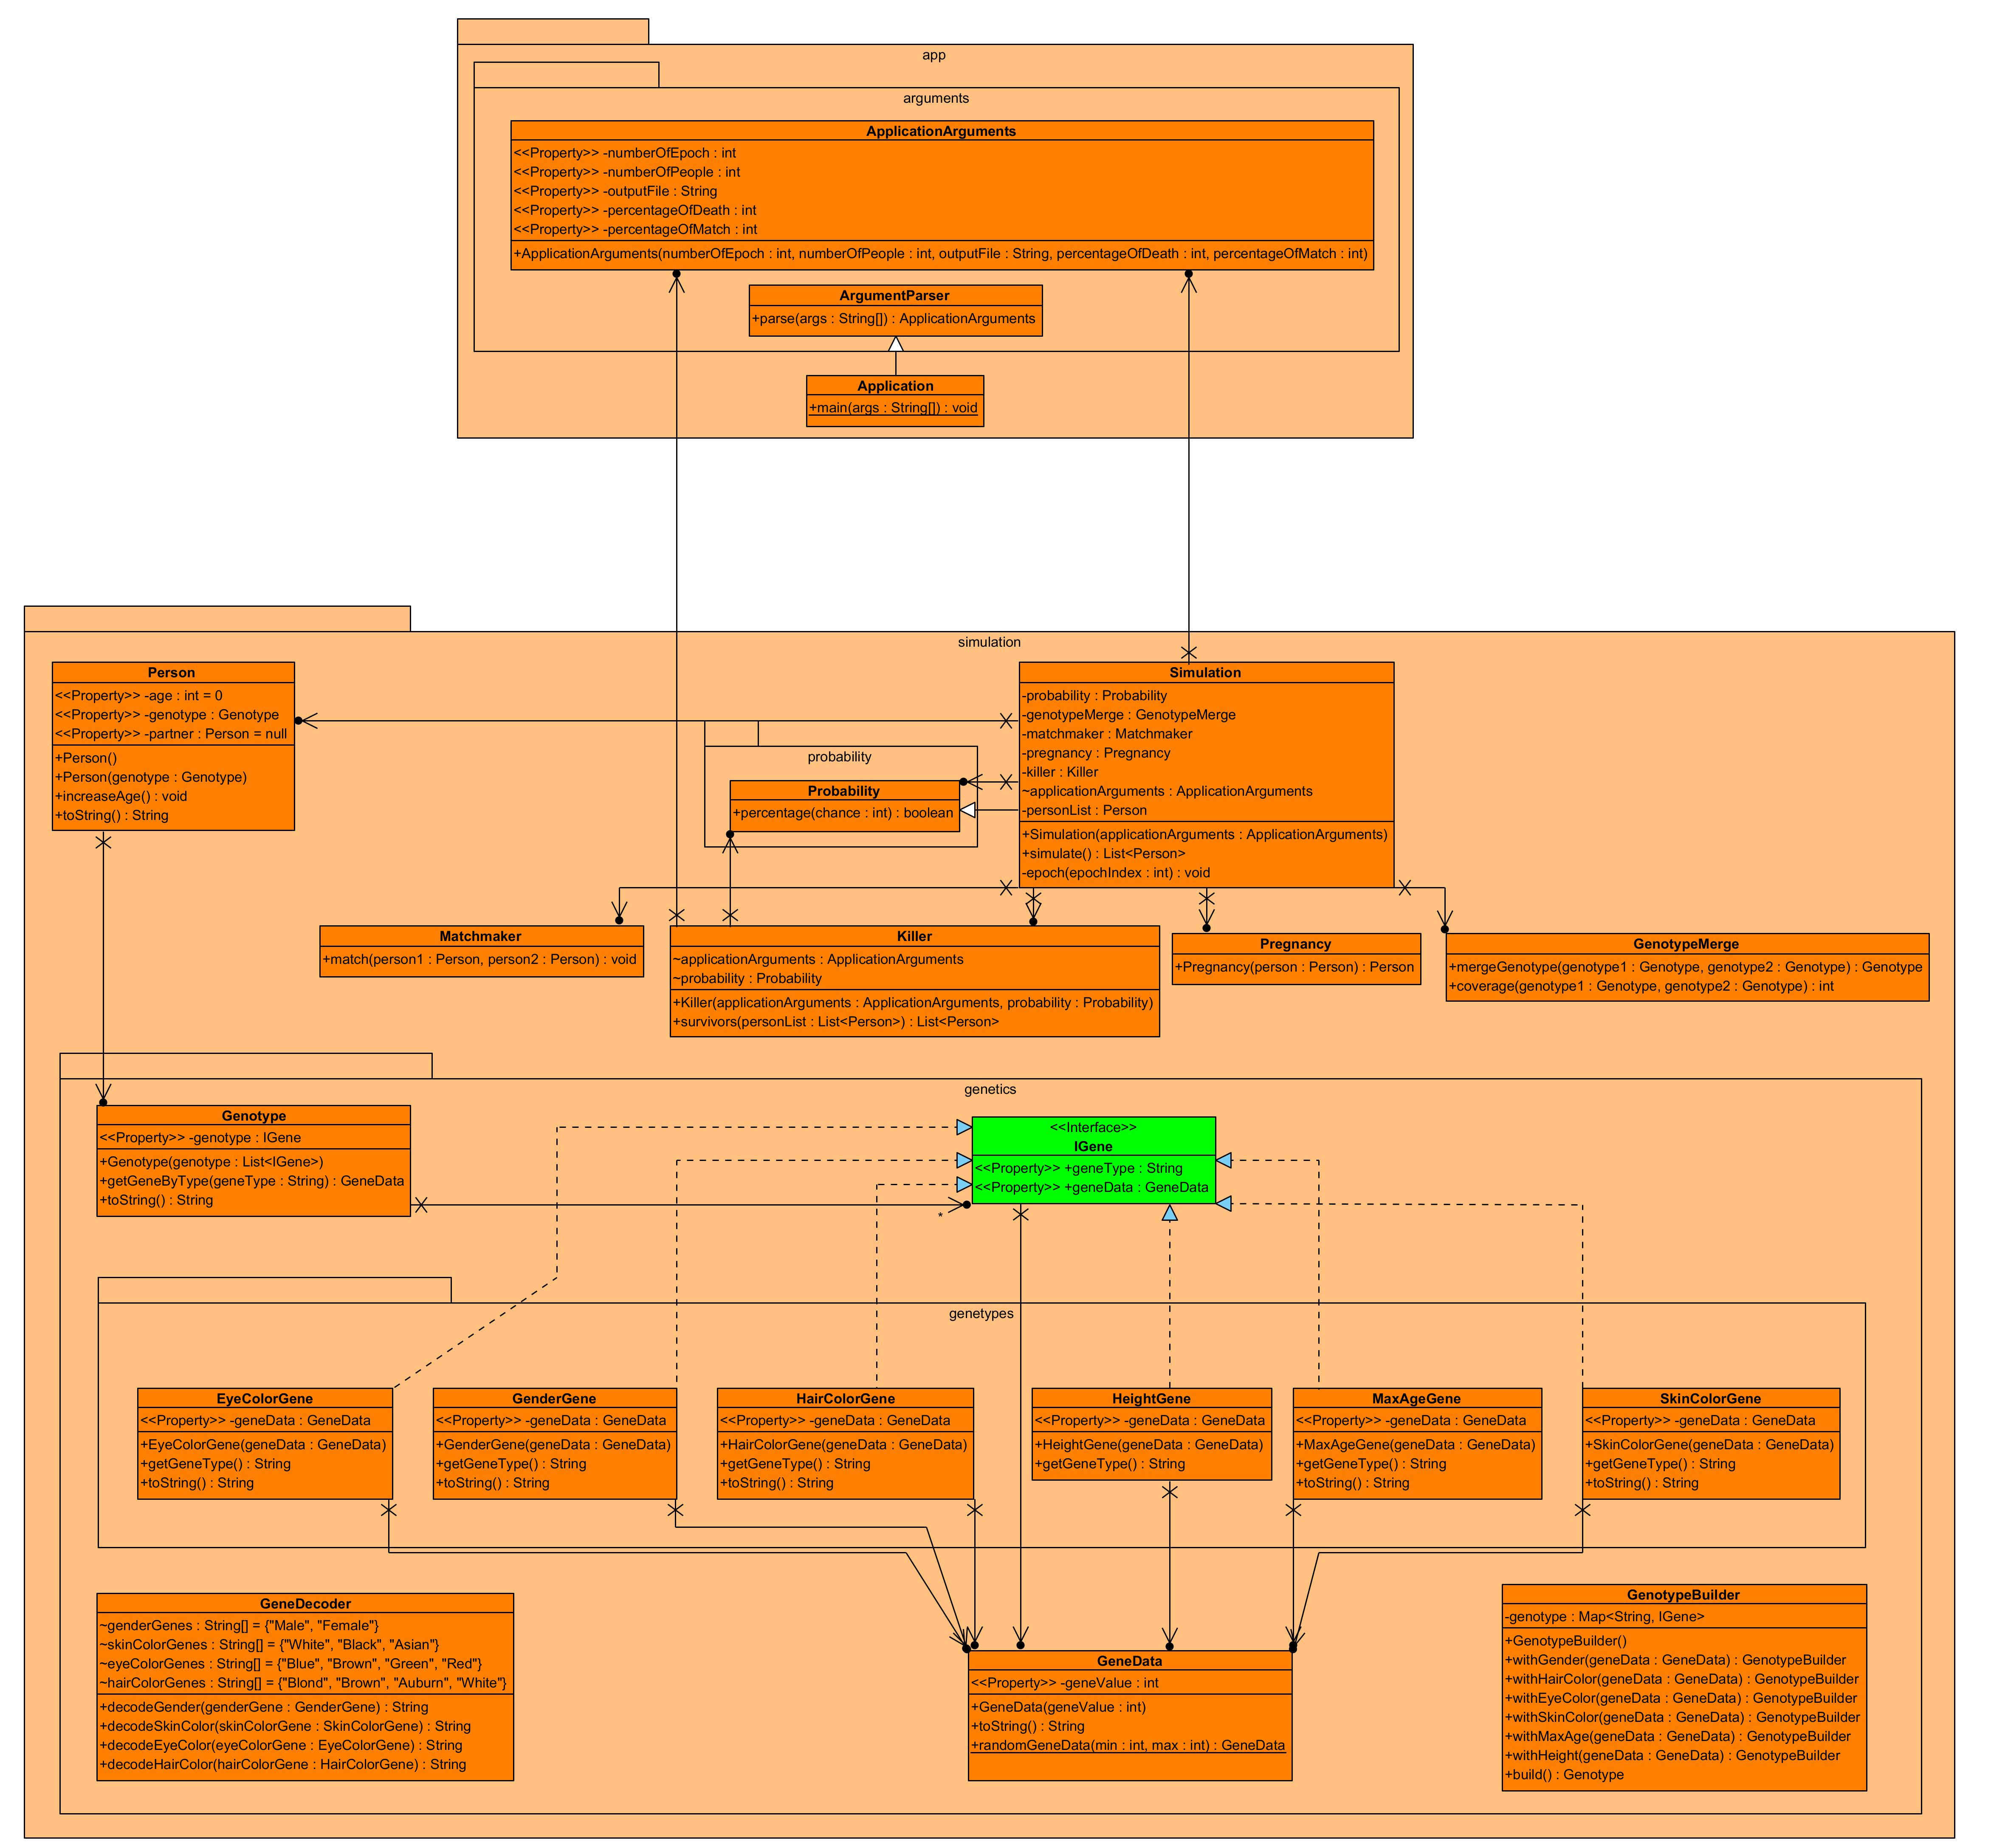 app
arguments
ApplicationArguments
<<Property>> -numberOfEpoch : int
<<Property>> -numberOfPeople : int
<<Property>> -outputFile : String
<<Property>> -percentageOfDeath : int
<<Property>> -percentageOfMatch : int
+ApplicationArguments(numberOfEpoch : int, numberOfPeople : int, outputFile : String, percentageOfDeath : int, percentageOfMatch : int)
ArgumentParser
+parse(args : String[]) : ApplicationArguments
Application
+main(args : String[]) : void
simulation
Person
<<Property>> -age : int = 0
<<Property>> -genotype : Genotype
<<Property>> -partner : Person = null
+Person()
+Person(genotype : Genotype)
+increaseAge() : void
+toString() : String
probability
Probability
+percentage(chance : int) : boolean
Simulation
-probability : Probability
-genotypeMerge : GenotypeMerge
-matchmaker : Matchmaker
-pregnancy : Pregnancy
-killer : Killer
~applicationArguments : ApplicationArguments
-personList : Person
+Simulation(applicationArguments : ApplicationArguments)
+simulate() : List<Person>
-epoch(epochIndex : int) : void
Matchmaker
+match(person1 : Person, person2 : Person) : void
Killer
~applicationArguments : ApplicationArguments
~probability : Probability
+Killer(applicationArguments : ApplicationArguments, probability : Probability)
+survivors(personList : List<Person>) : List<Person>
Pregnancy
+Pregnancy(person : Person) : Person
GenotypeMerge
+mergeGenotype(genotype1 : Genotype, genotype2 : Genotype) : Genotype
+coverage(genotype1 : Genotype, genotype2 : Genotype) : int
genetics
Genotype
<<Property>> -genotype : IGene
+Genotype(genotype : List<IGene>)
+getGeneByType(geneType : String) : GeneData
+toString() : String
*
<<Interface>>
IGene
<<Property>> +geneType : String
<<Property>> +geneData : GeneData
genetypes
EyeColorGene
<<Property>> -geneData : GeneData
+EyeColorGene(geneData : GeneData)
+getGeneType() : String
+toString() : String
GenderGene
<<Property>> -geneData : GeneData
+GenderGene(geneData : GeneData)
+getGeneType() : String
+toString() : String
HairColorGene
<<Property>> -geneData : GeneData
+HairColorGene(geneData : GeneData)
+getGeneType() : String
+toString() : String
HeightGene
<<Property>> -geneData : GeneData
+HeightGene(geneData : GeneData)
+getGeneType() : String
MaxAgeGene
<<Property>> -geneData : GeneData
+MaxAgeGene(geneData : GeneData)
+getGeneType() : String
+toString() : String
SkinColorGene
<<Property>> -geneData : GeneData
+SkinColorGene(geneData : GeneData)
+getGeneType() : String
+toString() : String
GeneDecoder
~genderGenes : String[] = {"Male", "Female"}
~skinColorGenes : String[] = {"White", "Black", "Asian"}
~eyeColorGenes : String[] = {"Blue", "Brown", "Green", "Red"}
~hairColorGenes : String[] = {"Blond", "Brown", "Auburn", "White"}
+decodeGender(genderGene : GenderGene) : String
+decodeSkinColor(skinColorGene : SkinColorGene) : String
+decodeEyeColor(eyeColorGene : EyeColorGene) : String
+decodeHairColor(hairColorGene : HairColorGene) : String
GeneData
<<Property>> -geneValue : int
+GeneData(geneValue : int)
+toString() : String
+randomGeneData(min : int, max : int) : GeneData
GenotypeBuilder
-genotype : Map<String, IGene>
+GenotypeBuilder()
+withGender(geneData : GeneData) : GenotypeBuilder
+withHairColor(geneData : GeneData) : GenotypeBuilder
+withEyeColor(geneData : GeneData) : GenotypeBuilder
+withSkinColor(geneData : GeneData) : GenotypeBuilder
+withMaxAge(geneData : GeneData) : GenotypeBuilder
+withHeight(geneData : GeneData) : GenotypeBuilder
+build() : Genotype